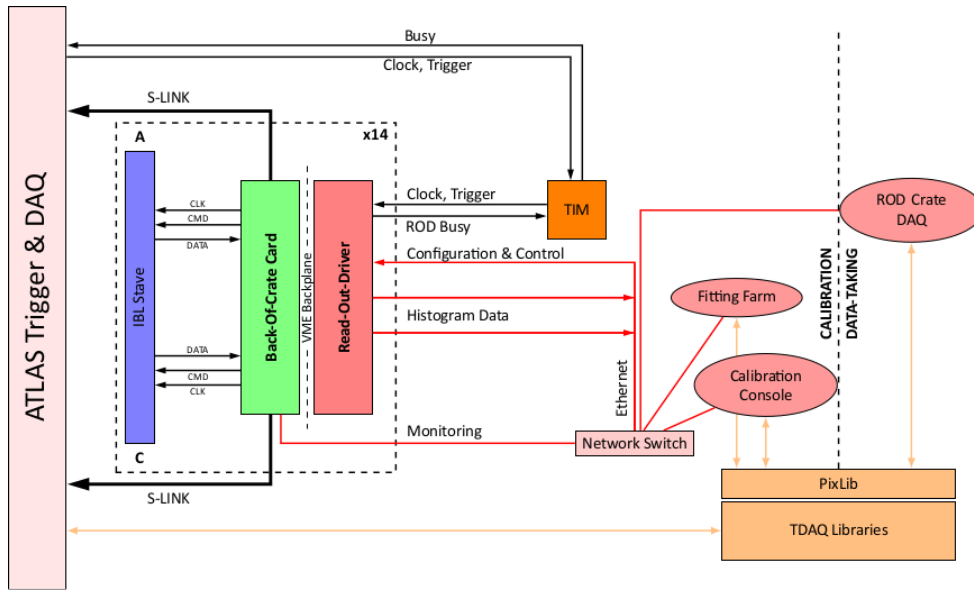 Busy
Clock, Trigger
S-LINK
A
x14
ATLAS Trigger & DAQ
IBL Stave
CLK
CMD
DATA
DATA
CMD
CLK
Back-Of-Crate Card
VME Backplane
Read-Out-Driver
Clock, Trigger
ROD Busy
TIM
Configuration & Control
Histogram Data
Ethernet
Monitoring
Network Switch
Fitting Farm
Calibration
Console
CALIBRATION
DATA-TAKING
ROD Crate
DAQ
C
S-LINK
PixLib
TDAQ Libraries